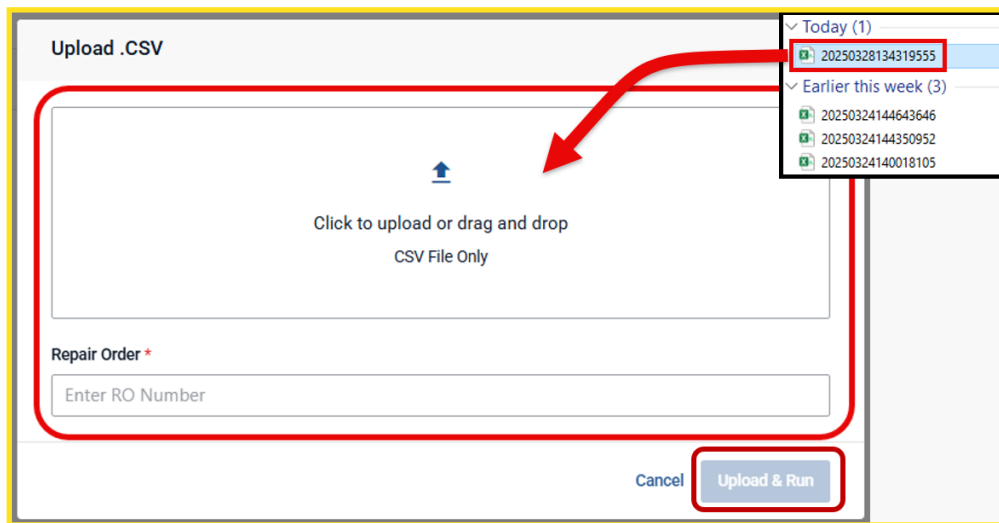 Upload .CSV
Today (1)
20250328134319555
Earlier this week (3)
20250324144643646
20250324144350952
20250324140018105
Click to upload or drag and drop
CSV File Only
Repair Order *
Enter RO Number
Cancel
Upload & Run